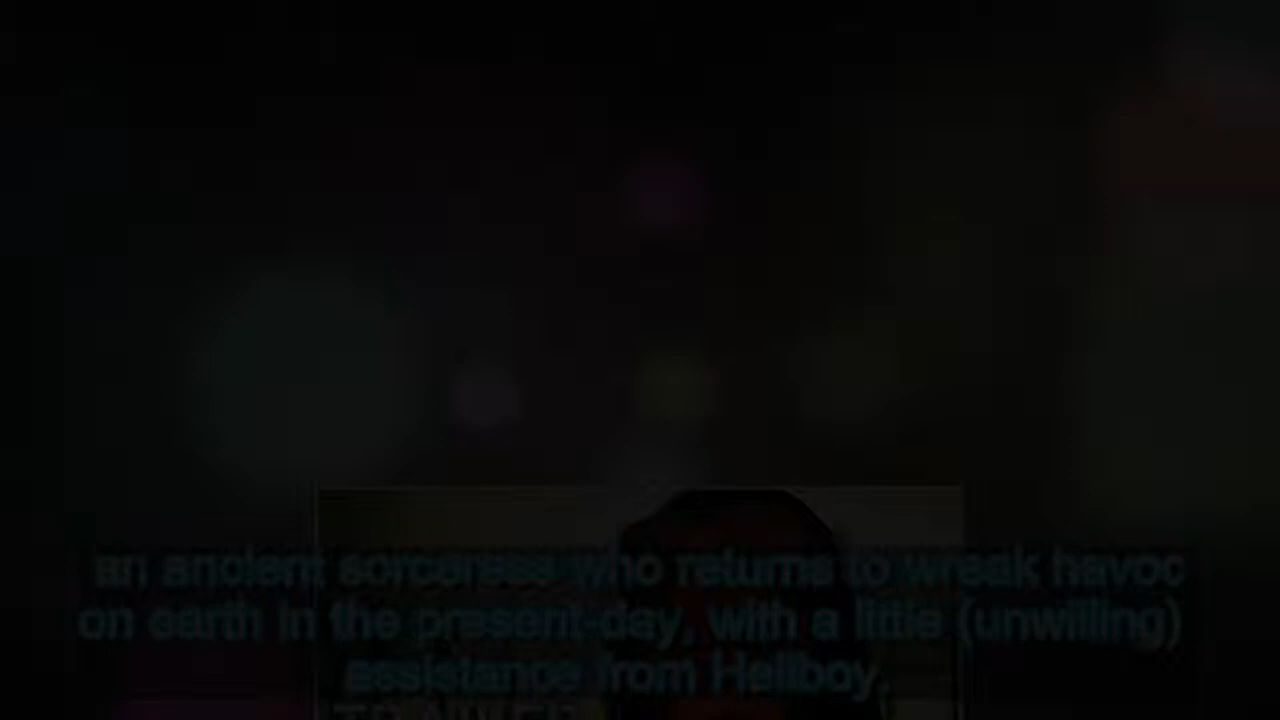 an ancient sorceress who returns to wreak havoc
on earth in the present-day, with a little (unwilling)
assistance from Hellboy.
TRAILER